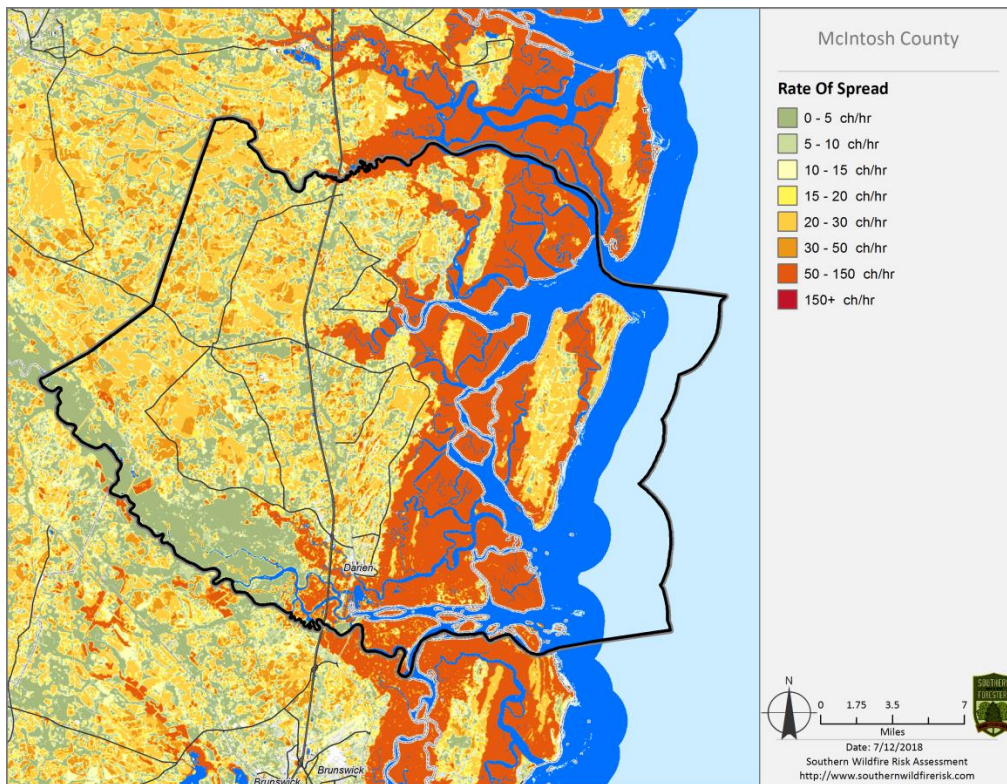 McIntosh County
Rate Of Spread
0 - 5 ch/hr
5 - 10 ch/hr
10 - 15 ch/hr
15 - 20 ch/hr
20 - 30 ch/hr
30 - 50 ch/hr
50 - 150 ch/hr
150+ ch/hr
Darien
Brunswick
Brunswick
N
0 1.75 3.5 7
Miles
Date: 7/12/2018
Southern Wildfire Risk Assessment
http://www.southernwildfirerisk.com
SOUTHERN